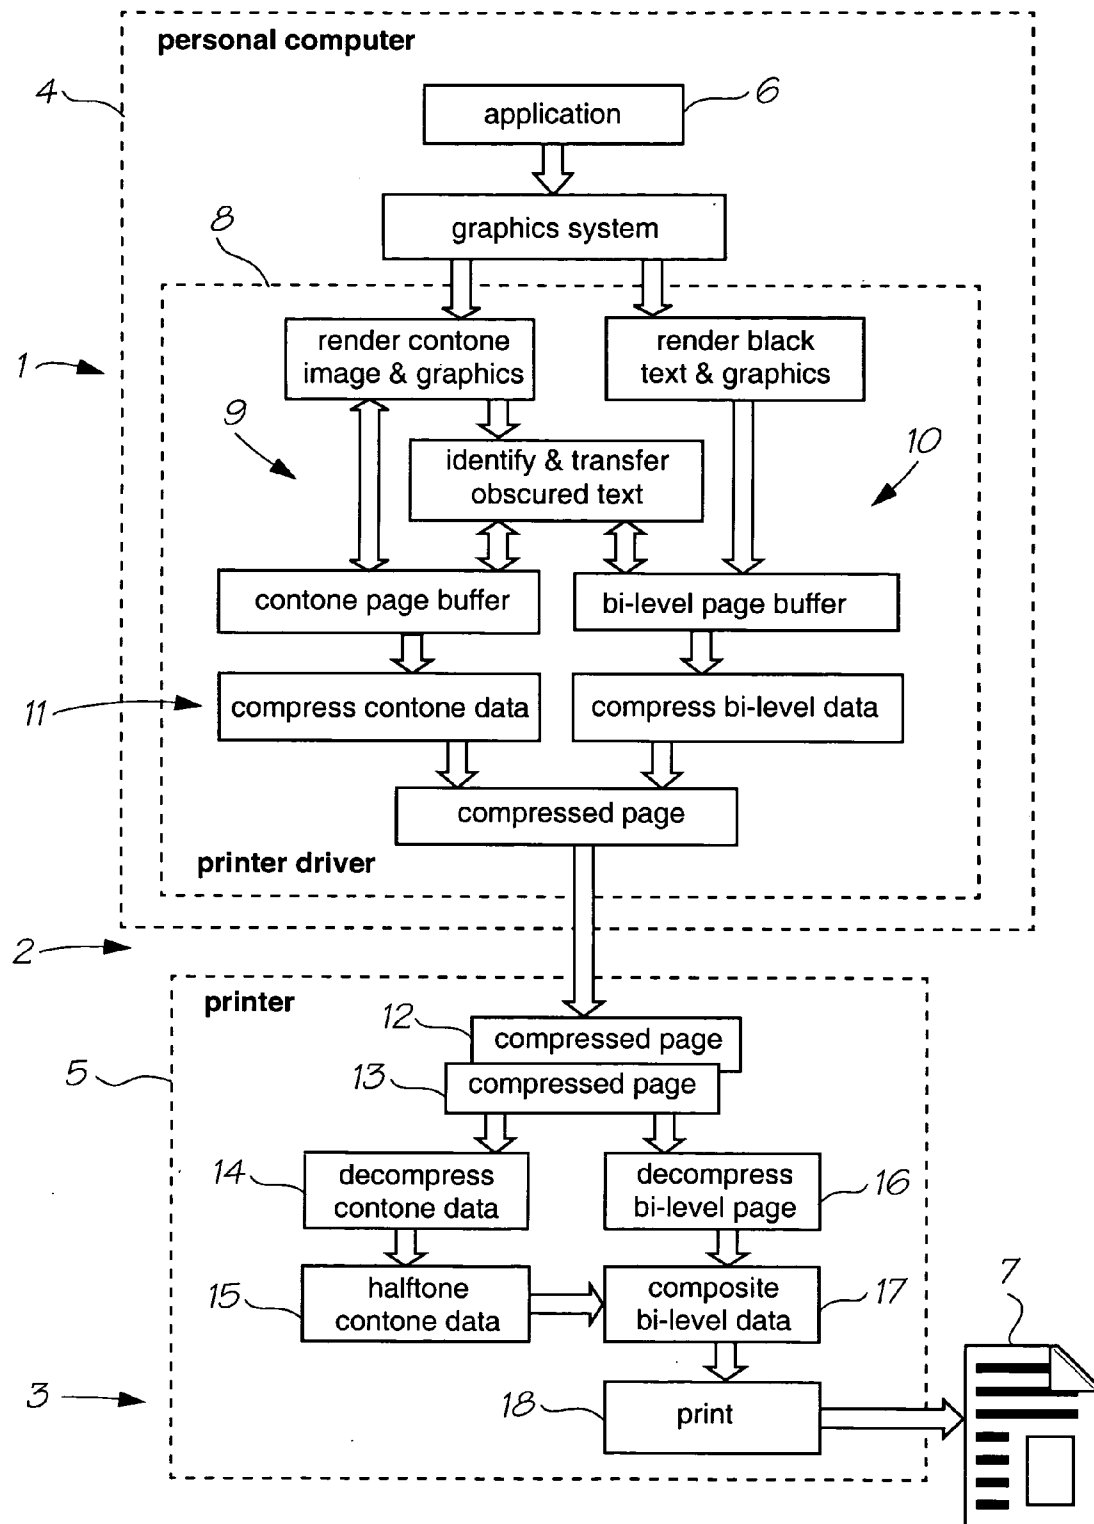 personal computer
4
application
6
graphics system
8
render contone
image & graphics
render black
text & graphics
1
9
identify & transfer
obscured text
10
contone page buffer
bi-level page buffer
11
compress contone data
compress bi-level data
compressed page
printer driver
2
printer
12
compressed page
5
13
compressed page
14
decompress
contone data
decompress
bi-level page
16
15
halftone
contone data
composite
bi-level data
17
7
3
18
print